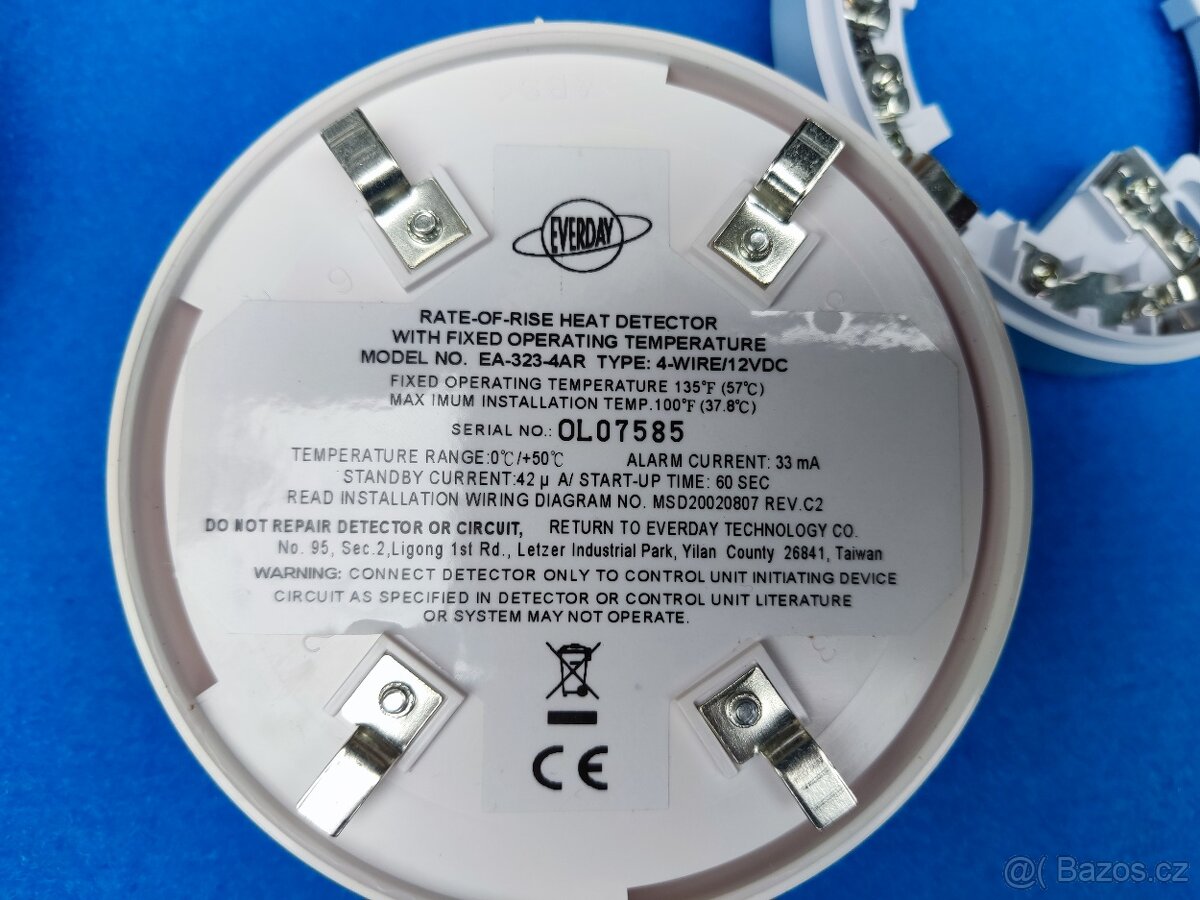 EVERDAY
RATE-OF-RISE HEAT DETECTOR
WITH FIXED OPERATING TEMPERATURE
MODEL NO. EA-323-4AR TYPE: 4-WIRE/12VDC
FIXED OPERATING TEMPERATURE 135°F (57℃)
MAX IMUM INSTALLATION TEMP.100°F (37.8℃)
SERIAL NO.: OL07585
TEMPERATURE RANGE:0℃/+50℃ ALARM CURRENT: 33 mA
STANDBY CURRENT:42 μ A/ START-UP TIME: 60 SEC
READ INSTALLATION WIRING DIAGRAM NO. MSD20020807 REV.C2
DO NOT REPAIR DETECTOR OR CIRCUIT, RETURN TO EVERDAY TECHNOLOGY CO.
No. 95, Sec.2,Ligong 1st Rd., Letzer Industrial Park, Yilan County 26841, Taiwan
WARNING: CONNECT DETECTOR ONLY TO CONTROL UNIT INITIATING DEVICE
CIRCUIT AS SPECIFIED IN DETECTOR OR CONTROL UNIT LITERATURE
OR SYSTEM MAY NOT OPERATE.
CE
@( Bazos.cz